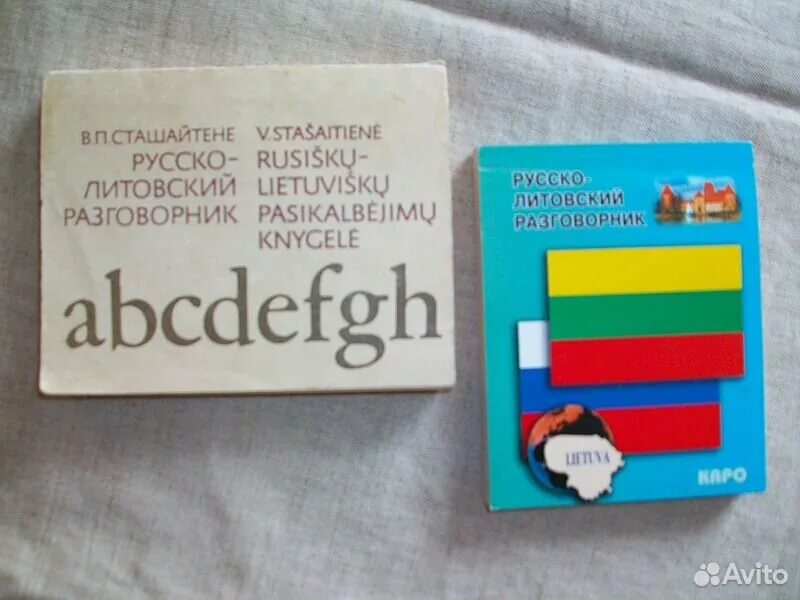 В.П.СТАШАЙТЕНЕ
РУССКО-
ЛИТОВСКИЙ
РАЗГОВОРНИК
V.STAŠAITIENĖ
RUSIŠKŲ-
LIETUVIŠKŲ
PASIKALBĖJIMŲ
KNYGELĖ
abcdefgh
РУССКО-
ЛИТОВСКИЙ
РАЗГОВОРНИК
LIETUVA
КАРО
Avito